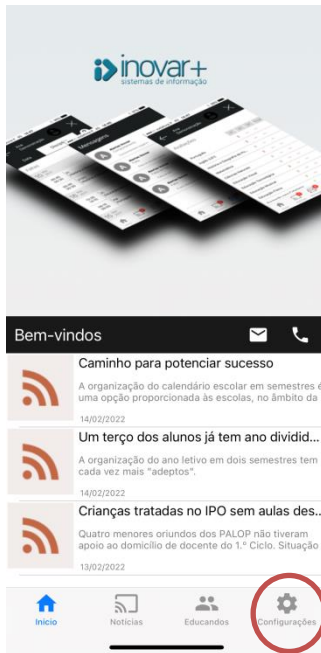 inovar+
sistemas de informação
Mensagens
Bem-vindos
Caminho para potenciar sucesso
A organização do calendário escolar em semestres é
uma opção proporcionada às escolas, no âmbito da
14/02/2022
Um terço dos alunos já tem ano dividid...
A organização do ano letivo em dois semestres tem
cada vez mais "adeptos".
14/02/2022
Crianças tratadas no IPO sem aulas des..
Quatro menores oriundos dos PALOP não tiveram
apoio ao domicílio de docente do 1.º Ciclo. Situação
13/02/2022
Início
Notícias
Educandos
Configurações